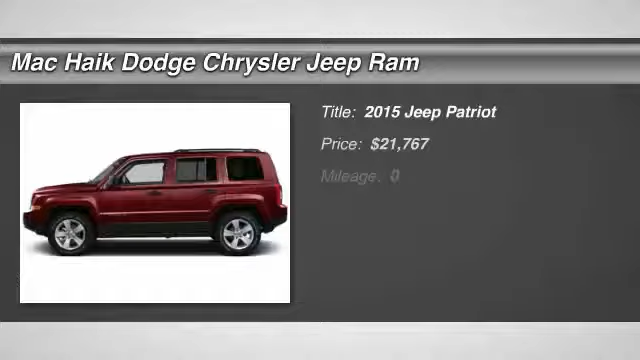 Mac Haik Dodge Chrysler Jeep Ram
Title: 2015 Jeep Patriot
Price: $21,767
Mileage: 0